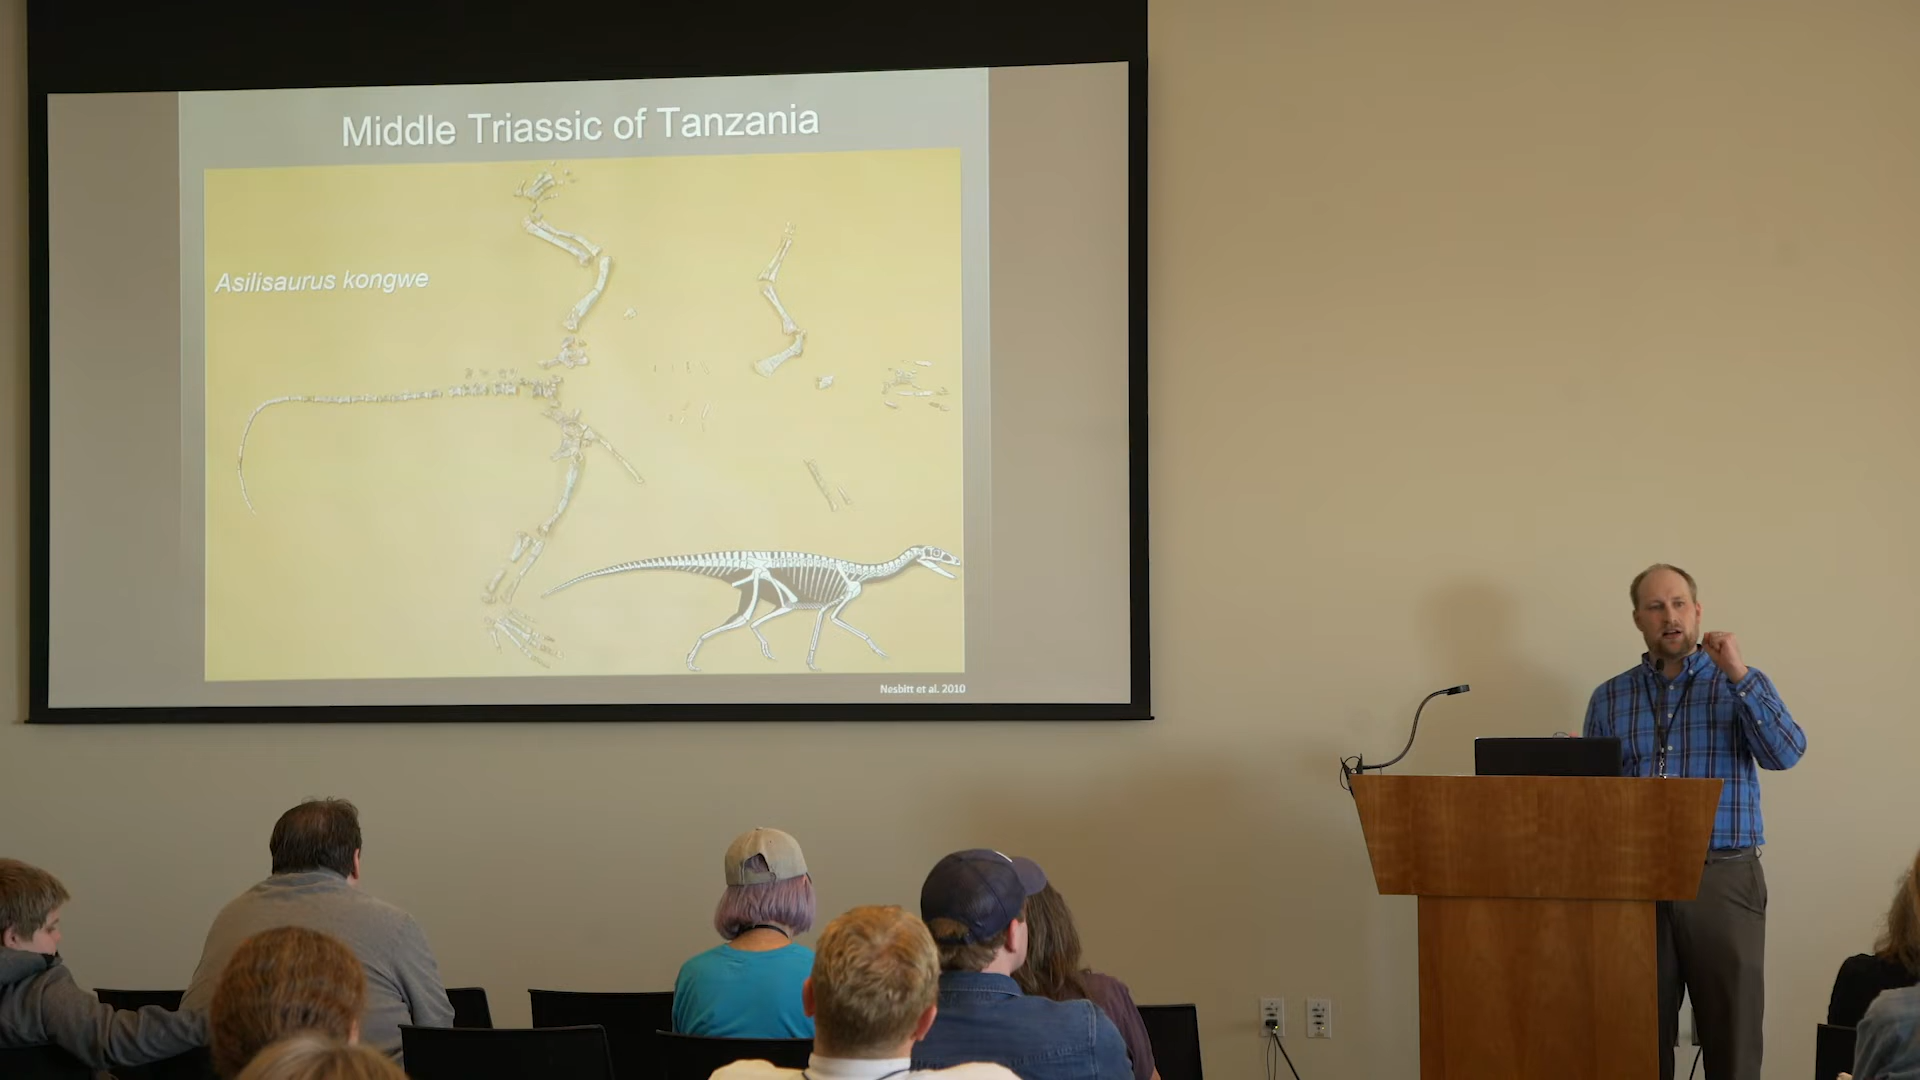 Middle Triassic of Tanzania
Asilisaurus kongwe
Nesbitt et al. 2010